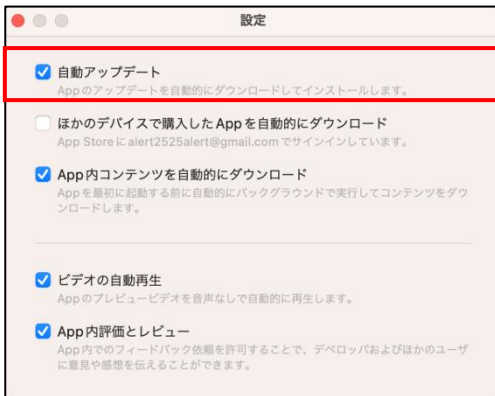 設定
自動アップデート
Appのアップデートを自動的にダウンロードしてインストールします。
ほかのデバイスで購入したAppを自動的にダウンロード
App Storeにalert2525alert@gmail.comでサインインしています。
App内コンテンツを自動的にダウンロード
Appを最初に起動する前に自動的にバックグラウンドで実行してコンテンツをダウ
ンロードします。
ビデオの自動再生
Appのプレビュービデオを音声なしで自動的に再生します。
App内評価とレビュー
App内でのフィードバック依頼を許可することで、デベロッパおよびほかのユーザ
に意見や感想を伝えることができます。